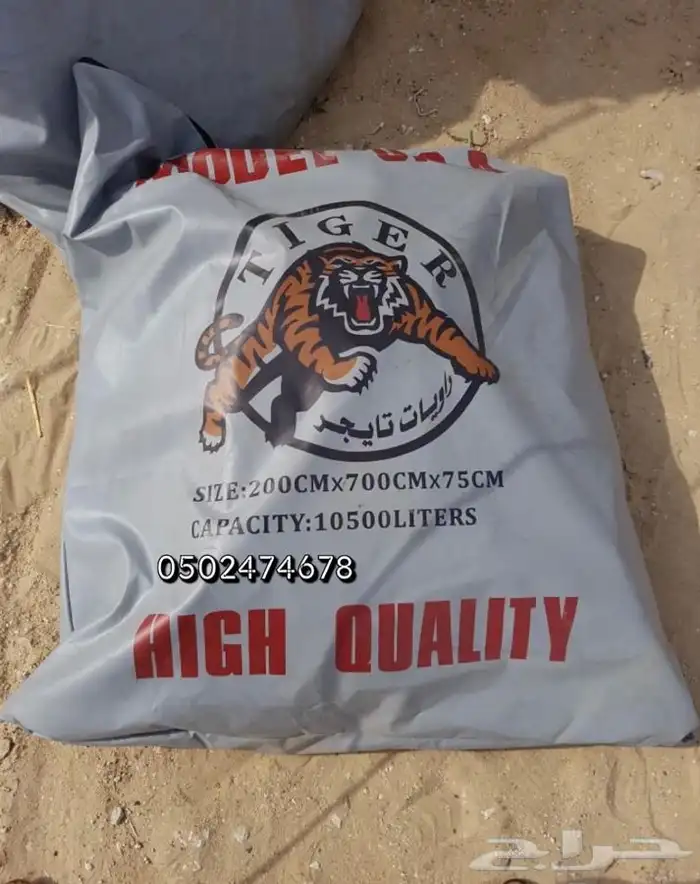 TIGER
راويات تايجر
SIZE:200CMX700CMX75CM
CAPACITY:10500LITERS
0502474678
HIGH QUALITY
حراج